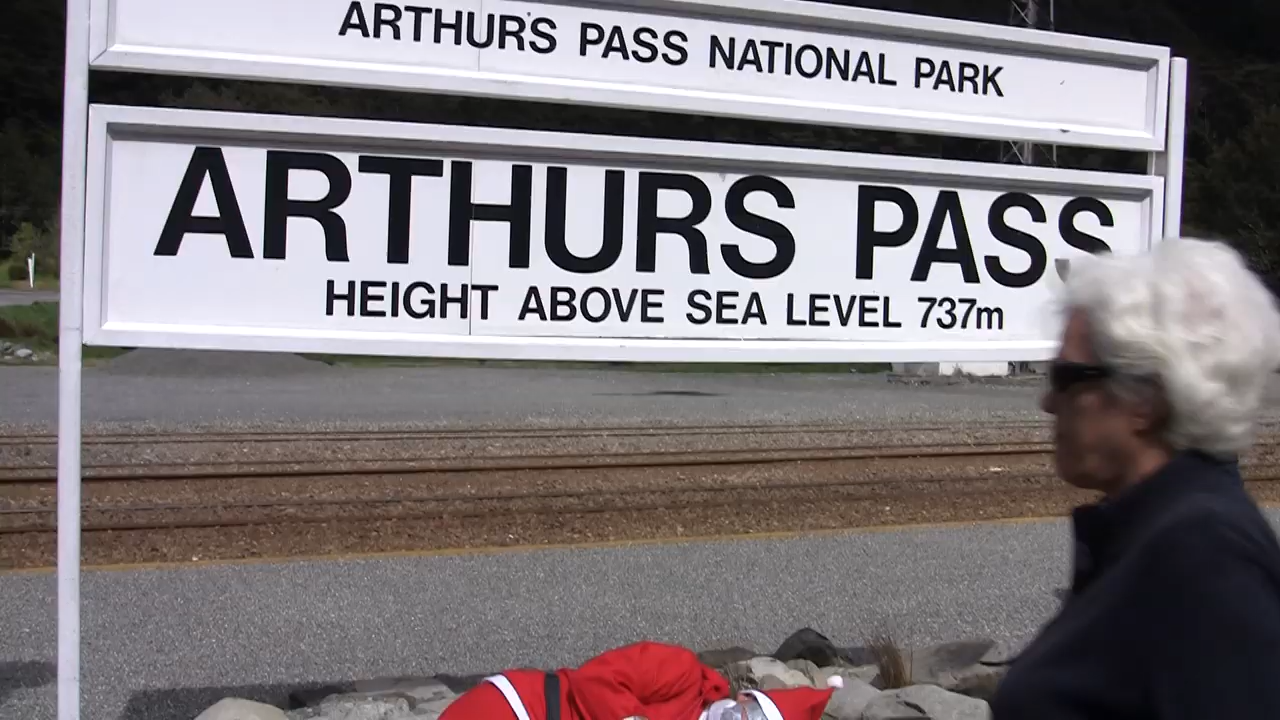 ARTHUR'S PASS NATIONAL PARK
ARTHURS PASS
HEIGHT ABOVE SEA LEVEL 737m